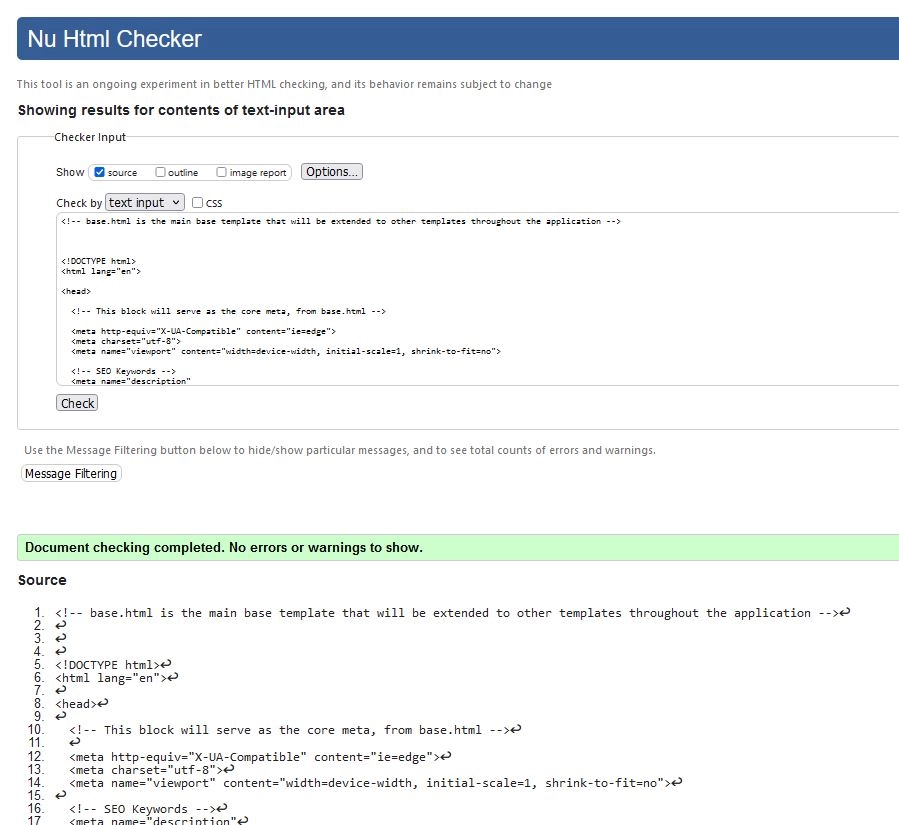 Nu Html Checker
This tool is an ongoing experiment in better HTML checking, and its behavior remains subject to change
Showing results for contents of text-input area
Checker Input
Show source outline image report Options...
Check by text input css
<!-- base.html is the main base template that will be extended to other templates throughout the application -->
<!DOCTYPE html>
<html lang="en">
<head>
<!-- This block will serve as the core meta, from base.html -->
<meta http-equiv="X-UA-Compatible" content="ie=edge">
<meta charset="utf-8">
<meta name="viewport" content="width=device-width, initial-scale=1, shrink-to-fit=no">
<!-- SEO Keywords -->
<meta name="description"
Check
Use the Message Filtering button below to hide/show particular messages, and to see total counts of errors and warnings.
Message Filtering
Document checking completed. No errors or warnings to show.
Source
1. <!-- base.html is the main base template that will be extended to other templates throughout the application -->↩
2. ↩
3. ↩
4. ↩
5. <!DOCTYPE html>↩
6. <html lang="en">↩
7. ↩
8. <head>↩
9. ↩
10. <!-- This block will serve as the core meta, from base.html -->↩
11. ↩
12. <meta http-equiv="X-UA-Compatible" content="ie=edge">↩
13. <meta charset="utf-8">↩
14. <meta name="viewport" content="width=device-width, initial-scale=1, shrink-to-fit=no">↩
15. ↩
16. <!-- SEO Keywords -->↩
17 <meta name="description"↩